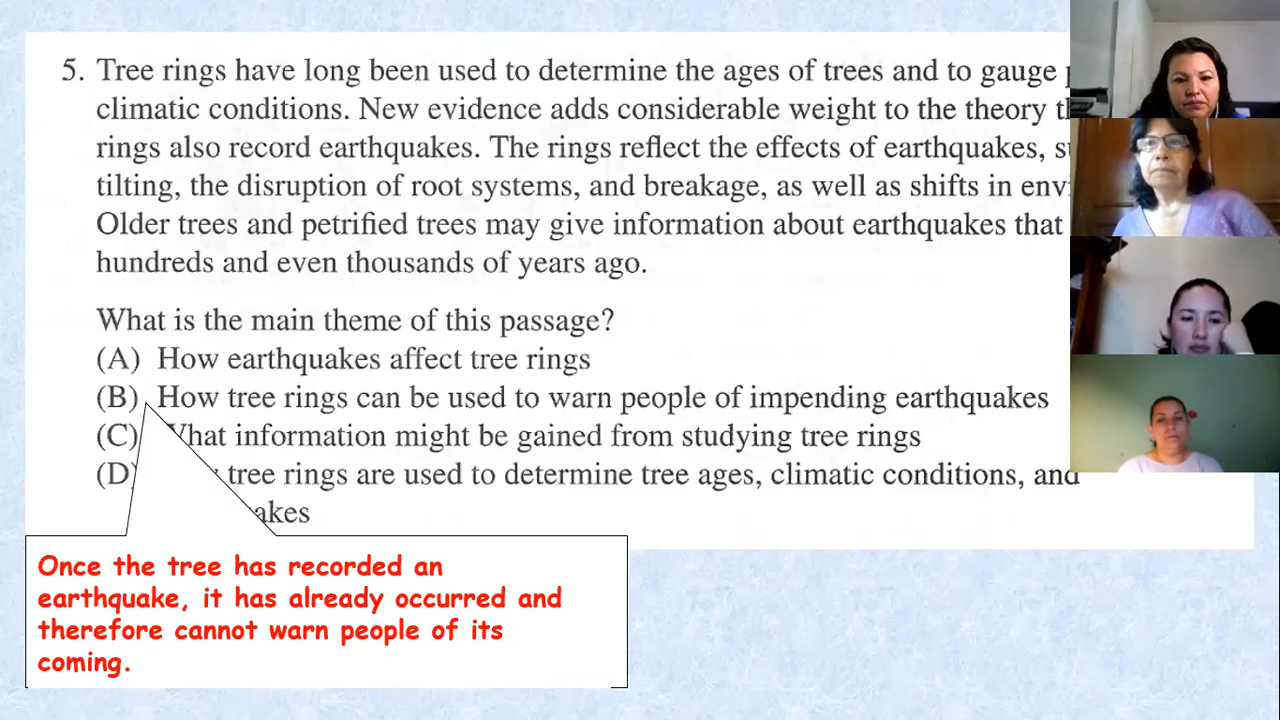 5. Tree rings have long been used to determine the ages of trees and to gauge
climatic conditions. New evidence adds considerable weight to the theory
rings also record earthquakes. The rings reflect the effects of earthquakes,
tilting, the disruption of root systems, and breakage, as well as shifts in
Older trees and petrified trees may give information about earthquakes that
hundreds and even thousands of years ago.
What is the main theme of this passage?
(A) How earthquakes affect tree rings
(B) How tree rings can be used to warn people of impending earthquakes
(C) What information might be gained from studying tree rings
(D) tree rings are used to determine tree ages, climatic conditions, and
Once the tree has recorded an
earthquake, it has already occurred and
therefore cannot warn people of its
coming.